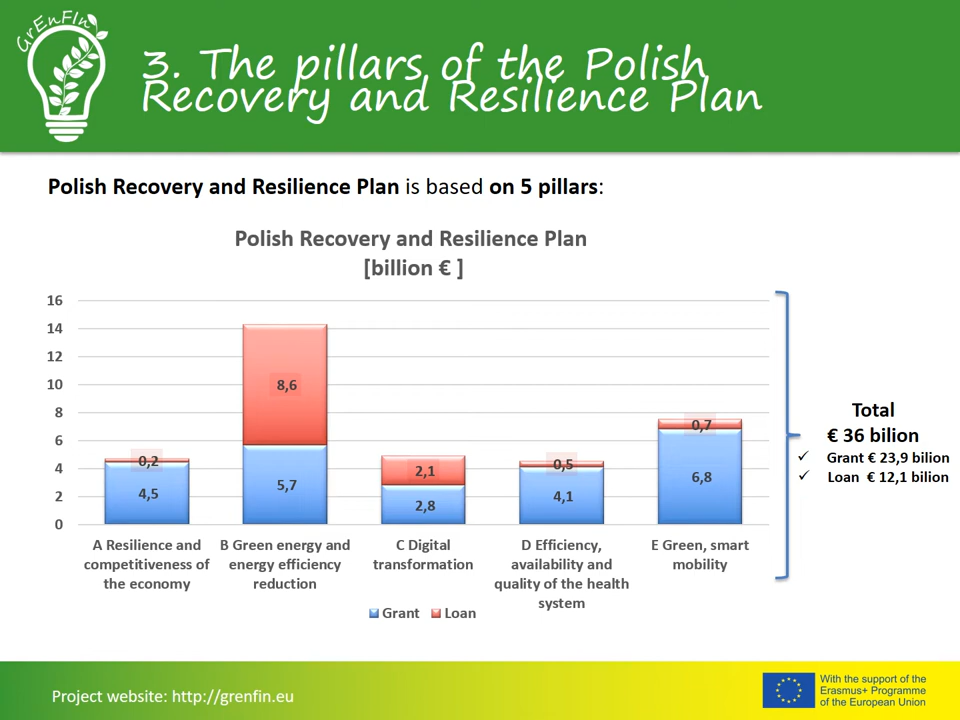 GrEnFIn
3. The pillars of the Polish
Recovery and Resilience Plan
Polish Recovery and Resilience Plan is based on 5 pillars:
Polish Recovery and Resilience Plan
[billion € ]
16
14
12
10
8
6
4
2
0
0,2
4,5
8,6
5,7
2,1
2,8
0,5
4,1
0,7
6,8
A Resilience and
competitiveness of
the economy
B Green energy and
energy efficiency
reduction
C Digital
transformation
D Efficiency,
availability and
quality of the health
system
E Green, smart
mobility
Grant Loan
Total
€ 36 bilion
✓ Grant € 23,9 bilion
✓ Loan € 12,1 bilion
Project website: http://grenfin.eu
With the support of the
Erasmus+ Programme
of the European Union